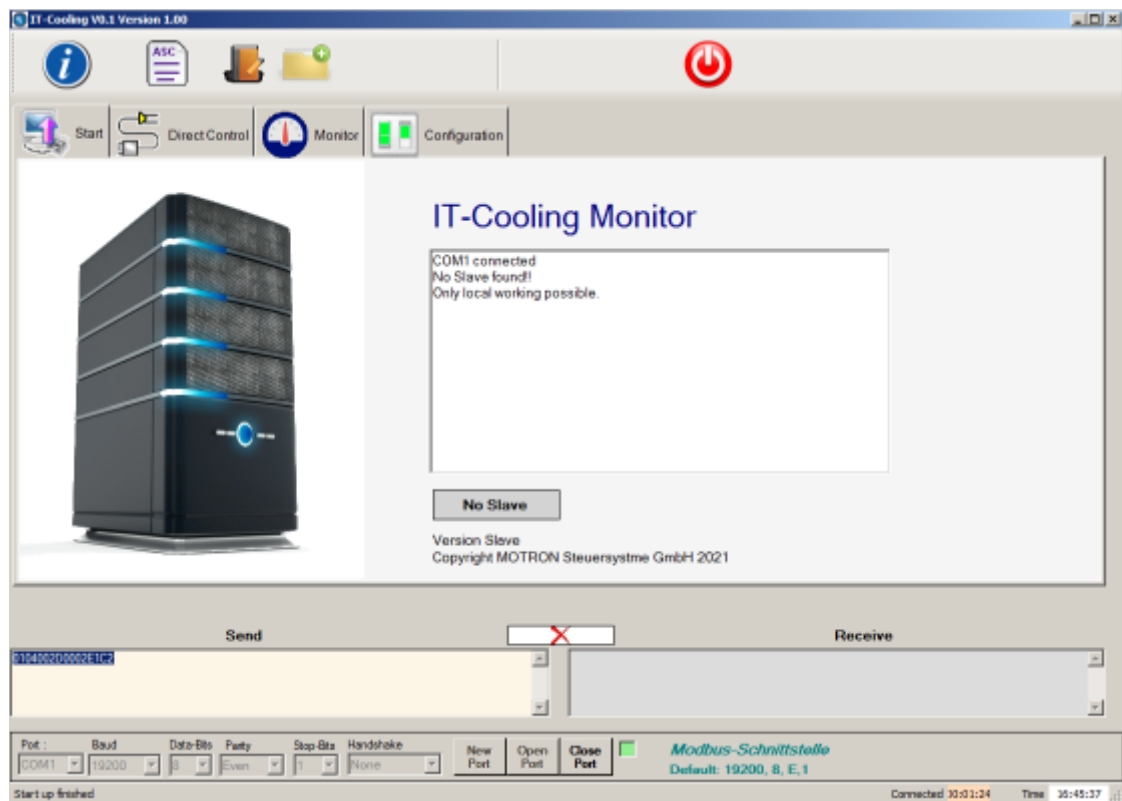 IT-Cooling V0.1 Version 1.00
ASC
Start
Direct Control
Monitor
Configuration
IT-Cooling Monitor
COM1 connected
No Slave found!!
Only local working possible.
No Slave
Version Slave
Copyright MOTRON Steuersystme GmbH 2021
Send
Receive
0104002D0002E1C2
Port :
Baud
Data-Bits
Parity
Stop-Bits
Handshake
COM1
19200
8
Even
1
None
New Port
Open Port
Close Port
Modbus-Schnittstelle
Default: 19200, 8, E,1
Start up finished
Connected 00:01:24
Time 16:45:37